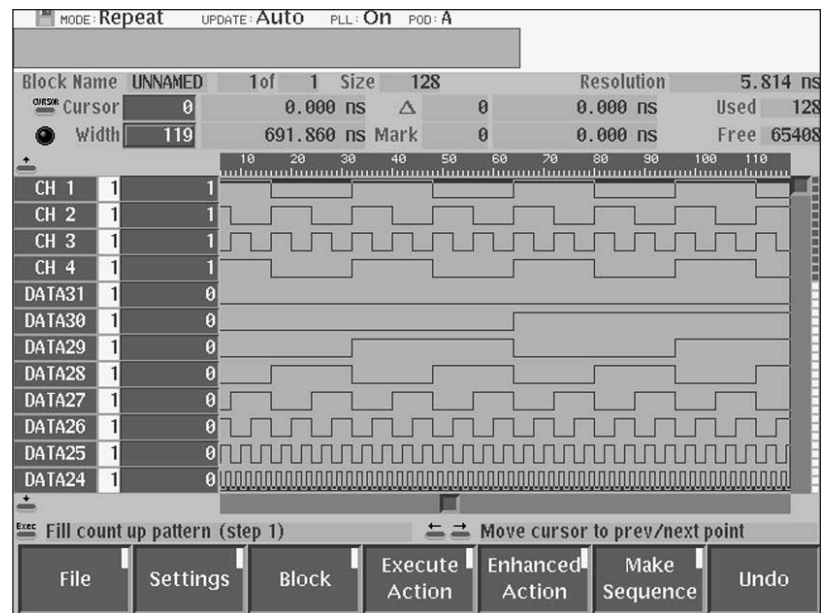 MODE: Repeat UPDATE: Auto PLL: On POD: A
Block Name UNNAMED 1of 1 Size 128 Resolution 5.814 ns
CURSOR Cursor 0 0.000 ns △ 0 0.000 ns Used 128
Width 119 691.860 ns Mark 0 0.000 ns Free 65408
10 20 30 40 50 60 70 80 90 100 110
CH 1 1 1
CH 2 1 1
CH 3 1 1
CH 4 1 1
DATA31 1 0
DATA30 1 0
DATA29 1 0
DATA28 1 0
DATA27 1 0
DATA26 1 0
DATA25 1 0
DATA24 1 0
Exec Fill count up pattern (step 1) ← → Move cursor to prev/next point
File Settings Block Execute Action Enhanced Action Make Sequence Undo